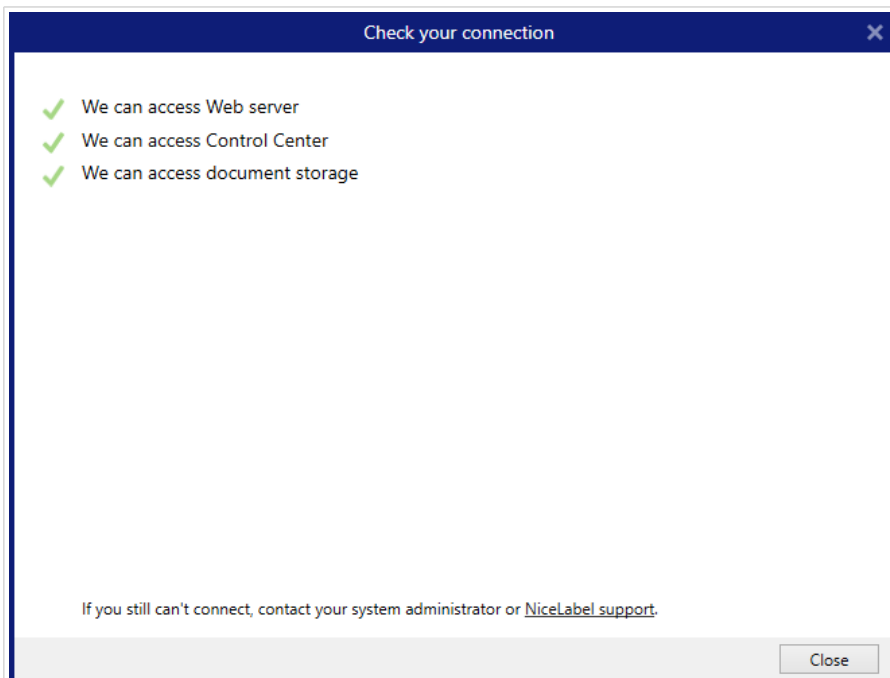 Check your connection
We can access Web server
We can access Control Center
We can access document storage
If you still can't connect, contact your system administrator or NiceLabel support.
Close